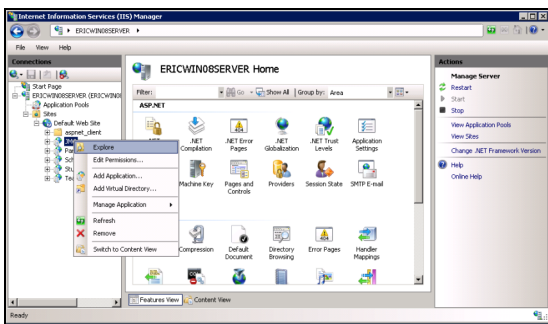 Internet Information Services (IIS) Manager
ERICWIN08SERVER
File View Help
Connections
Start Page
ERICWIN08SERVER (ERICWIN0
Application Pools
Sites
Default Web Site
aspnet_client
Explore
Edit Permissions...
Add Application...
Add Virtual Directory...
Manage Application
Refresh
Remove
Switch to Content View
ERICWIN08SERVER Home
Filter: Go Show All Group by: Area
ASP.NET
.NET Compilation
.NET Error Pages
.NET Globalization
.NET Trust Levels
Application Settings
Machine Key
Pages and Controls
Providers
Session State
SMTP E-mail
Compression
Default Document
Directory Browsing
Error Pages
Handler Mappings
Features View Content View
Actions
Manage Server
Restart
Start
Stop
View Application Pools
View Sites
Change .NET Framework Version
Help
Online Help
Ready